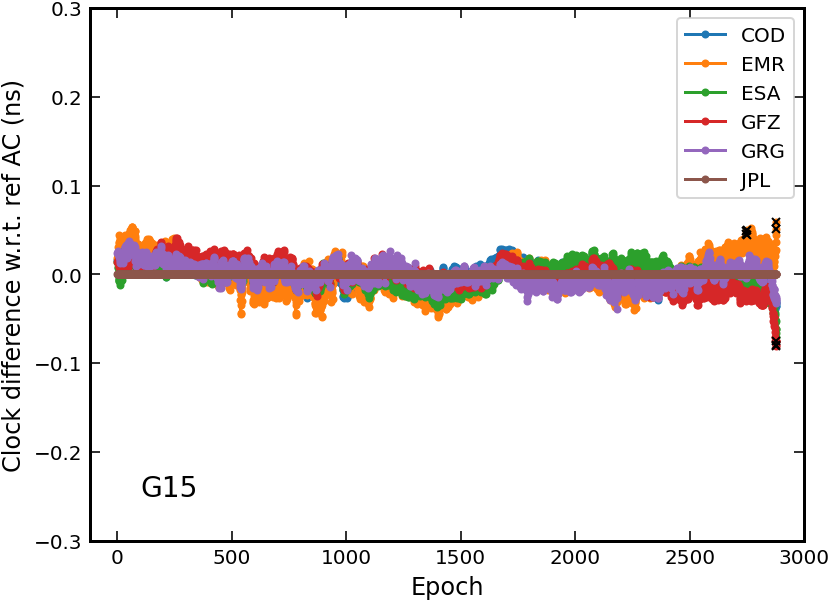 Clock difference w.r.t. ref AC (ns)
0.3
0.2
0.1
0.0
−0.1
−0.2
−0.3
COD
EMR
ESA
GFZ
GRG
JPL
G15
0 500 1000 1500 2000 2500 3000
Epoch